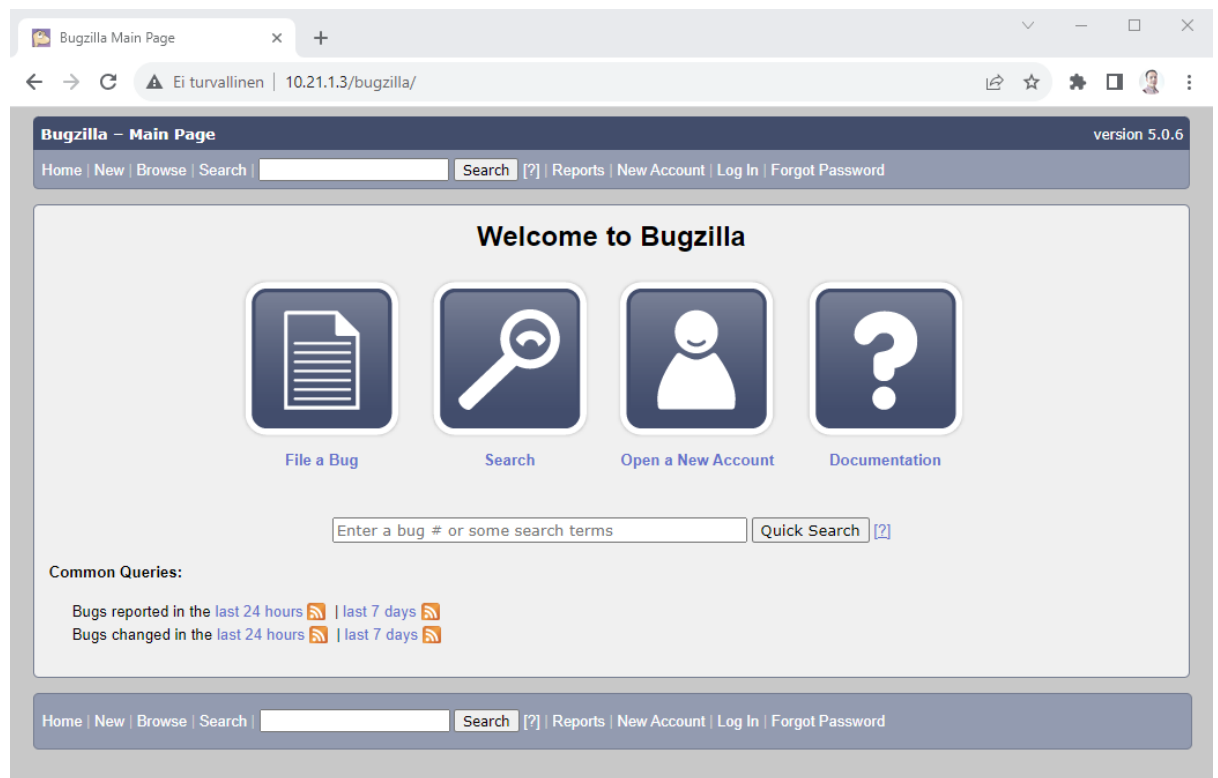 Bugzilla Main Page
Ei turvallinen | 10.21.1.3/bugzilla/
Bugzilla – Main Page version 5.0.6
Home | New | Browse | Search | Search [?] | Reports | New Account | Log In | Forgot Password
Welcome to Bugzilla
File a Bug Search Open a New Account Documentation
Enter a bug # or some search terms Quick Search [?]
Common Queries:
Bugs reported in the last 24 hours | last 7 days
Bugs changed in the last 24 hours | last 7 days
Home | New | Browse | Search | Search [?] | Reports | New Account | Log In | Forgot Password